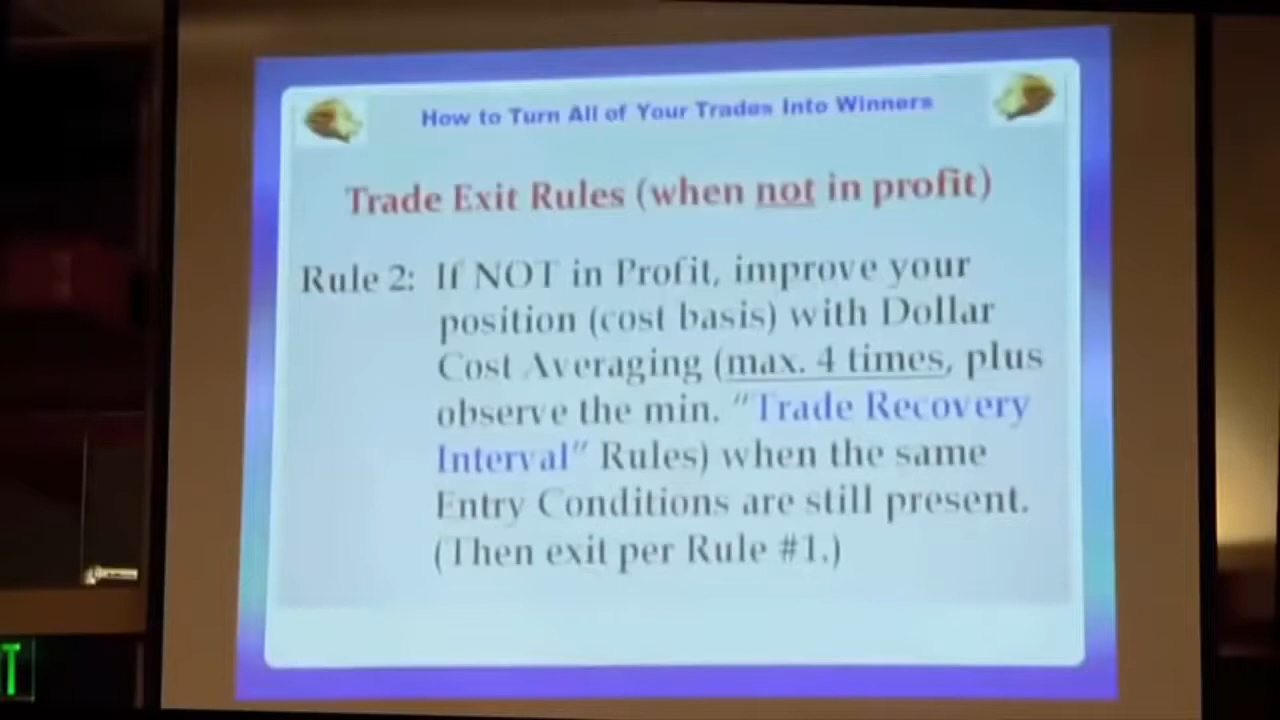 How to Turn All of Your Trades Into Winners
Trade Exit Rules (when not in profit)
Rule 2: If NOT in Profit, improve your
position (cost basis) with Dollar
Cost Averaging (max. 4 times, plus
observe the min. "Trade Recovery
Interval" Rules) when the same
Entry Conditions are still present.
(Then exit per Rule #1.)
T